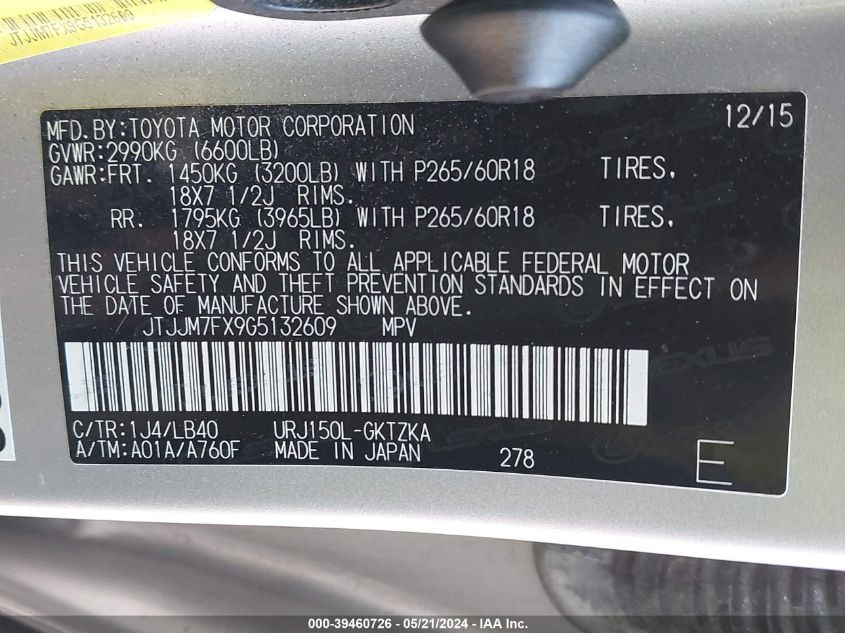 JTJJM7FX9G5132609
12/15
MFD.BY:TOYOTA MOTOR CORPORATION
GVWR:2990KG (6600LB)
GAWR:FRT. 1450KG (3200LB) WITH P265/60R18 TIRES,
18X7 1/2J RIMS.
RR. 1795KG (3965LB) WITH P265/60R18 TIRES,
18X7 1/2J RIMS.
THIS VEHICLE CONFORMS TO ALL APPLICABLE FEDERAL MOTOR
VEHICLE SAFETY AND THEFT PREVENTION STANDARDS IN EFFECT ON
THE DATE OF MANUFACTURE SHOWN ABOVE.
JTJJM7FX9G5132609 MPV
C/TR:1J4/LB40 URJ150L-GKTZKA
A/TM:A01A/A760F MADE IN JAPAN 278 E
000-39460726 - 05/21/2024 - IAA Inc.